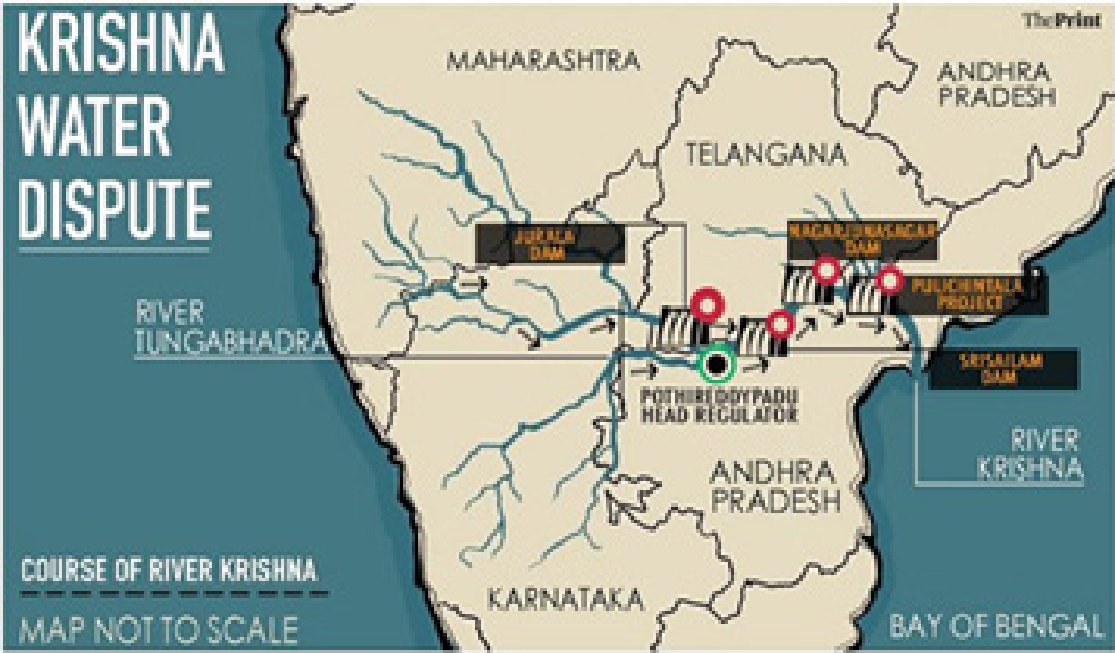 KRISHNA
WATER
DISPUTE
ThePrint
MAHARASHTRA
ANDHRA
PRADESH
TELANGANA
JURALA
DAM
NAGARJUNASAGAR
DAM
PULICHINTALA
PROJECT
RIVER
TUNGABHADRA
SRISAILAM
DAM
POTHIREDDYPADU
HEAD REGULATOR
RIVER
KRISHNA
ANDHRA
PRADESH
COURSE OF RIVER KRISHNA
KARNATAKA
MAP NOT TO SCALE
BAY OF BENGAL